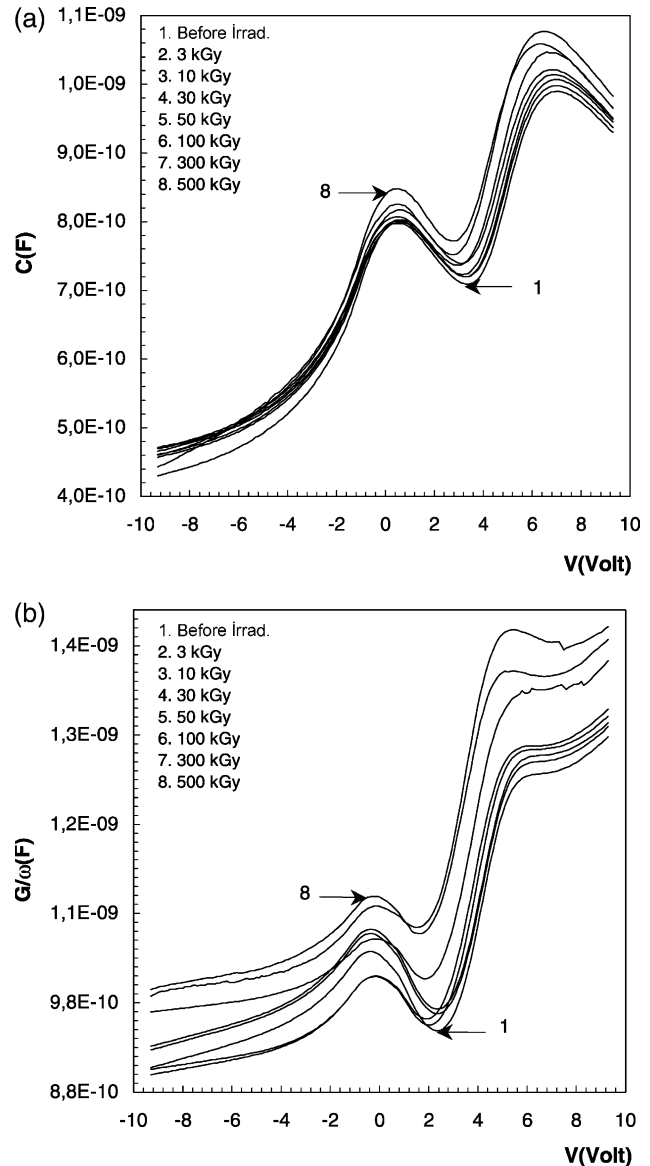 (a)
1,1E-09
1,0E-09
9,0E-10
8,0E-10
7,0E-10
6,0E-10
5,0E-10
4,0E-10
C(F)
1. Before İrrad.
2. 3 kGy
3. 10 kGy
4. 30 kGy
5. 50 kGy
6. 100 kGy
7. 300 kGy
8. 500 kGy
8
1
-10 -8 -6 -4 -2 0 2 4 6 8 10
V(Volt)
(b)
1,4E-09
1,3E-09
1,2E-09
1,1E-09
9,8E-10
8,8E-10
G/ω(F)
1. Before İrrad.
2. 3 kGy
3. 10 kGy
4. 30 kGy
5. 50 kGy
6. 100 kGy
7. 300 kGy
8. 500 kGy
8
1
-10 -8 -6 -4 -2 0 2 4 6 8 10
V(Volt)